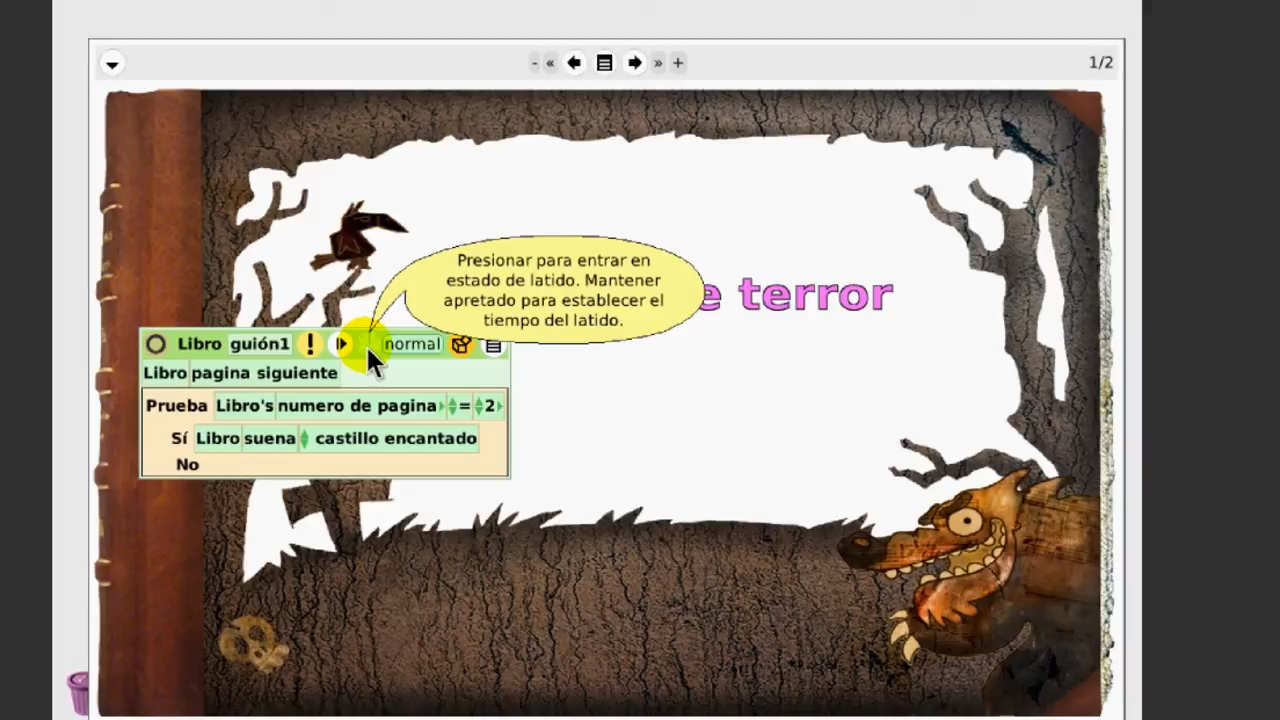 - « » +
1/2
Presionar para entrar en
estado de latido. Mantener
apretado para establecer el
tiempo del latido.
e terror
Libro guión1 ! normal
Libro pagina siguiente
Prueba Libro's numero de pagina = 2
Sí Libro suena castillo encantado
No